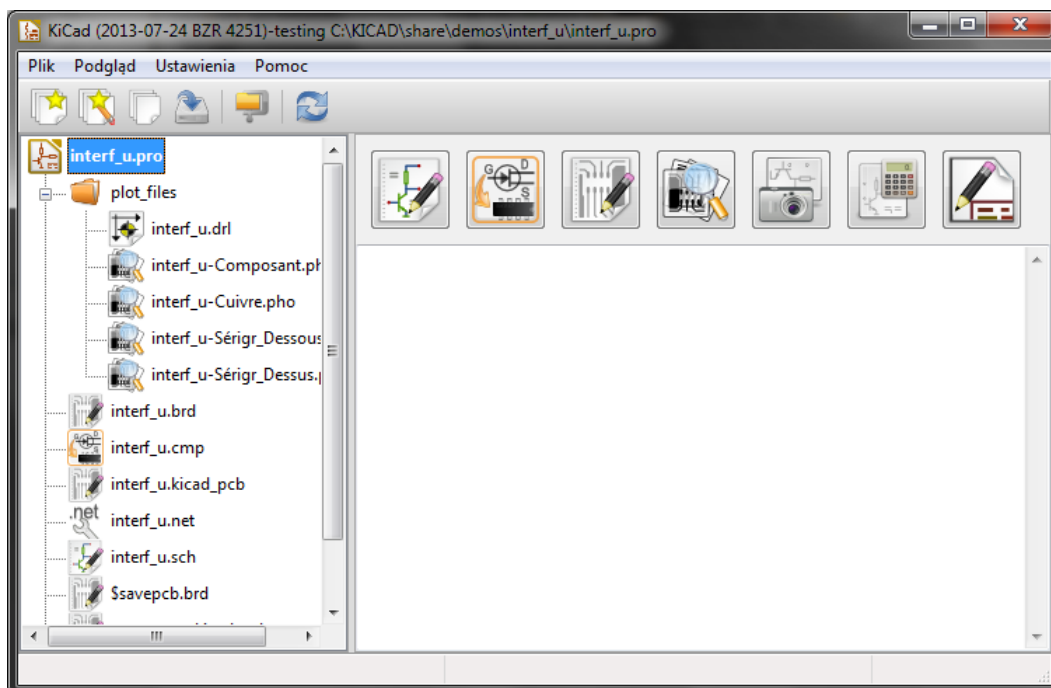 KiCad (2013-07-24 BZR 4251)-testing C:\KICAD\share\demos\interf_u\interf_u.pro
Plik Podgląd Ustawienia Pomoc
interf_u.pro
plot_files
interf_u.drl
interf_u-Composant.ph
interf_u-Cuivre.pho
interf_u-Sérigr_Dessous
interf_u-Sérigr_Dessus.
interf_u.brd
interf_u.cmp
interf_u.kicad_pcb
.net
interf_u.net
interf_u.sch
$savepcb.brd
G D
S